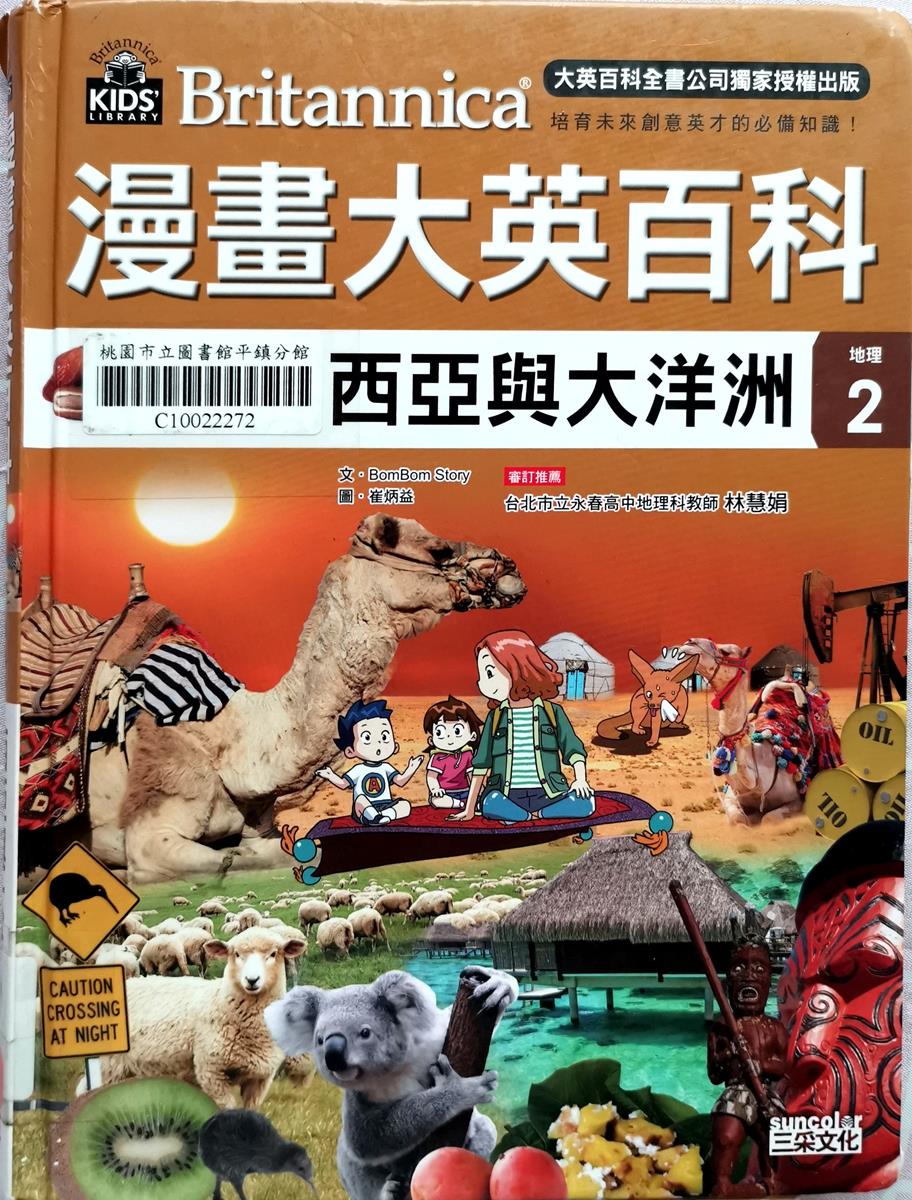 Britannica
KIDS'
LIBRARY
Britannica®
大英百科全書公司獨家授權出版
培育未來創意英才的必備知識！
漫畫大英百科
桃園市立圖書館平鎮分館
C10022272
西亞與大洋洲
地理
2
文・BomBom Story
圖・崔炳益
審訂推薦
台北市立永春高中地理科教師 林慧娟
A
OIL
OIL
CAUTION
CROSSING
AT NIGHT
suncolor
三采文化